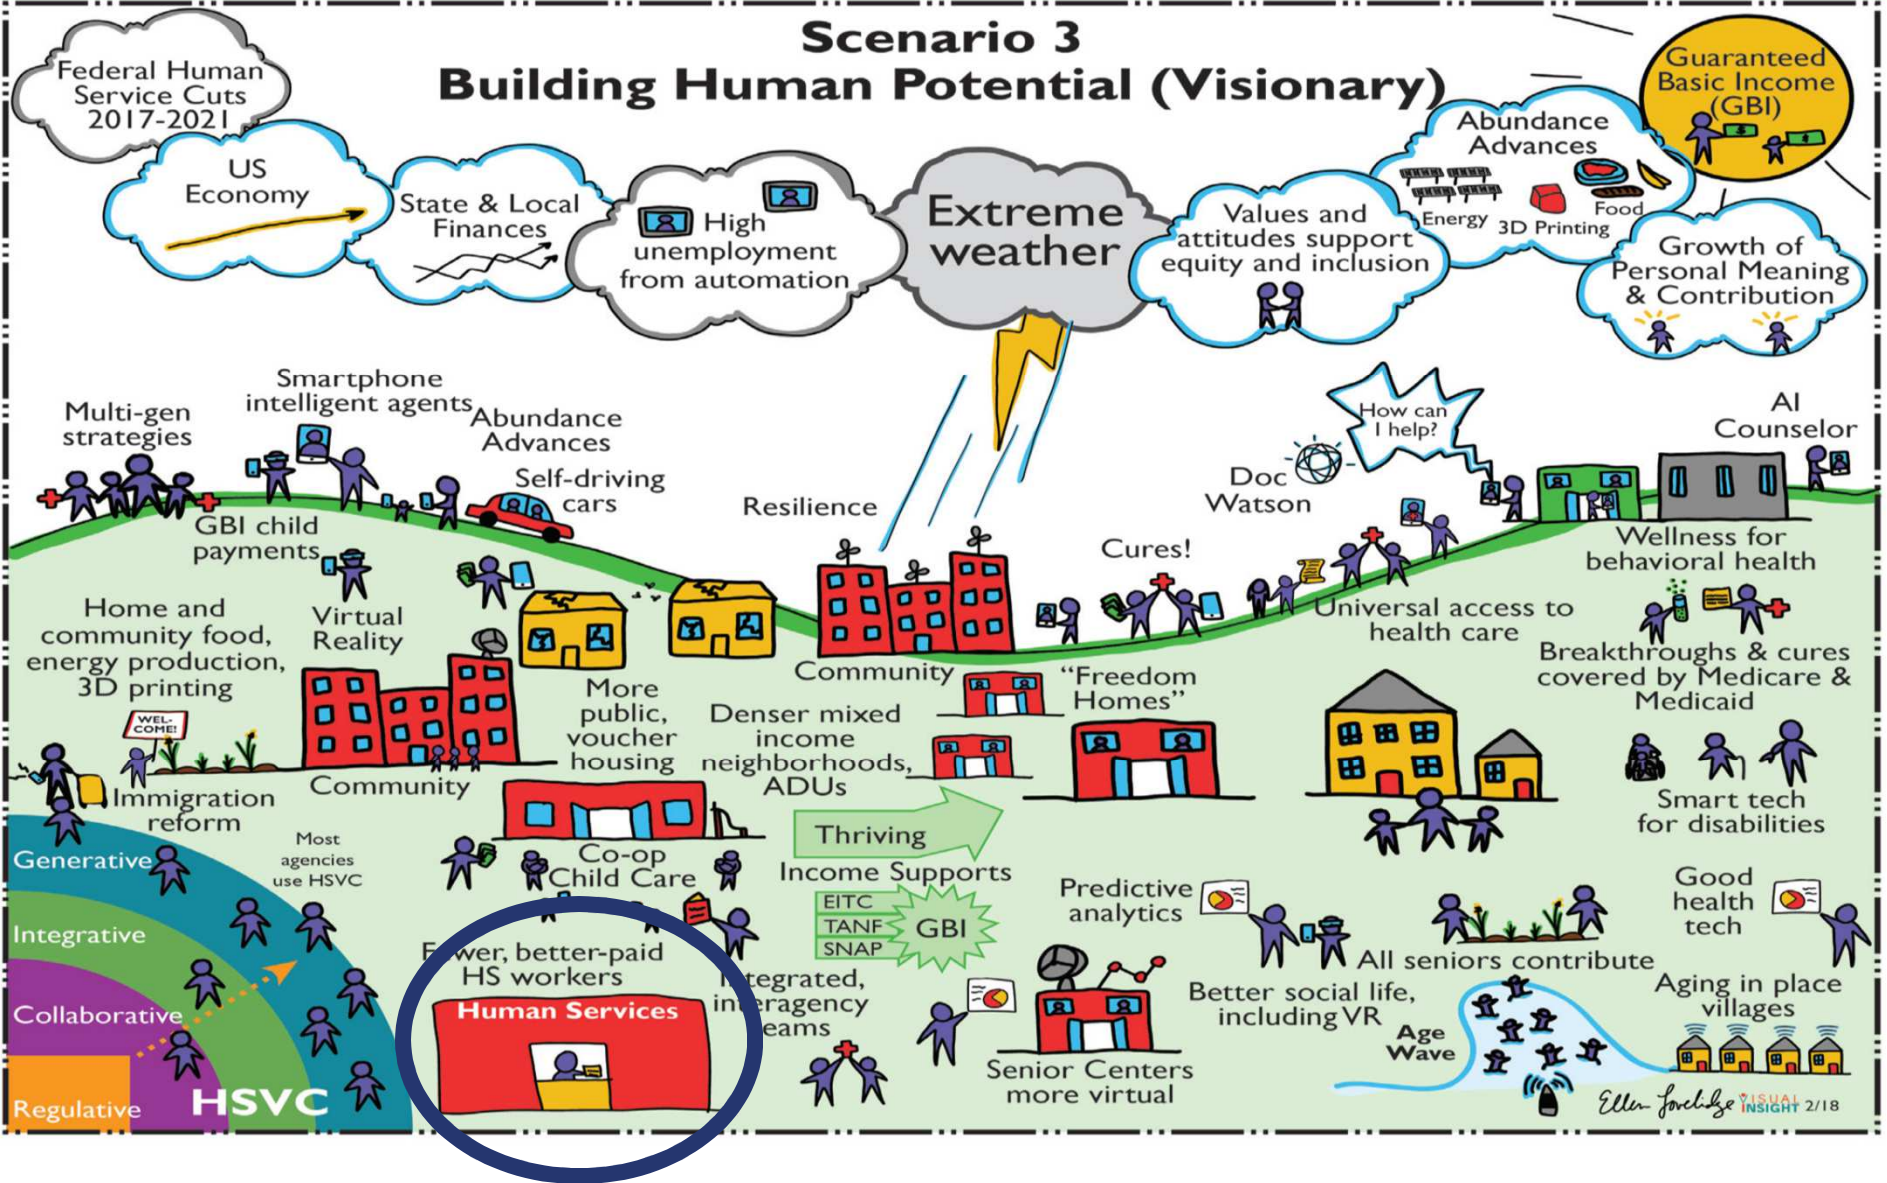 Scenario 3
Building Human Potential (Visionary)
Federal Human
Service Cuts
2017-2021
US
Economy
State & Local
Finances
High
unemployment
from automation
Extreme
weather
Values and
attitudes support
equity and inclusion
Abundance
Advances
Energy
3D Printing
Food
Guaranteed
Basic Income
(GBI)
$
$
Growth of
Personal Meaning
& Contribution
Multi-gen
strategies
Smartphone
intelligent agents
Abundance
Advances
Self-driving
cars
GBI child
payments
Resilience
Cures!
Doc
Watson
How can
I help?
AI
Counselor
Wellness for
behavioral health
Universal access to
health care
Breakthroughs & cures
covered by Medicare &
Medicaid
Home and
community food,
energy production,
3D printing
Virtual
Reality
WEL-
COME!
Immigration
reform
Community
More
public,
voucher
housing
Denser mixed
income
neighborhoods,
ADUs
Community
"Freedom
Homes"
Smart tech
for disabilities
Most
agencies
use HSVC
Co-op
Child Care
Thriving
Income Supports
EITC
TANF
SNAP
GBI
Predictive
analytics
Good
health
tech
All seniors contribute
Generative
Integrative
Collaborative
Regulative
HSVC
better-paid
HS workers
Human Services
interagency
Senior Centers
more virtual
Better social life,
including VR
Age
Wave
Aging in place
villages
Ellen Lovelidge VISUAL
INSIGHT 2/18